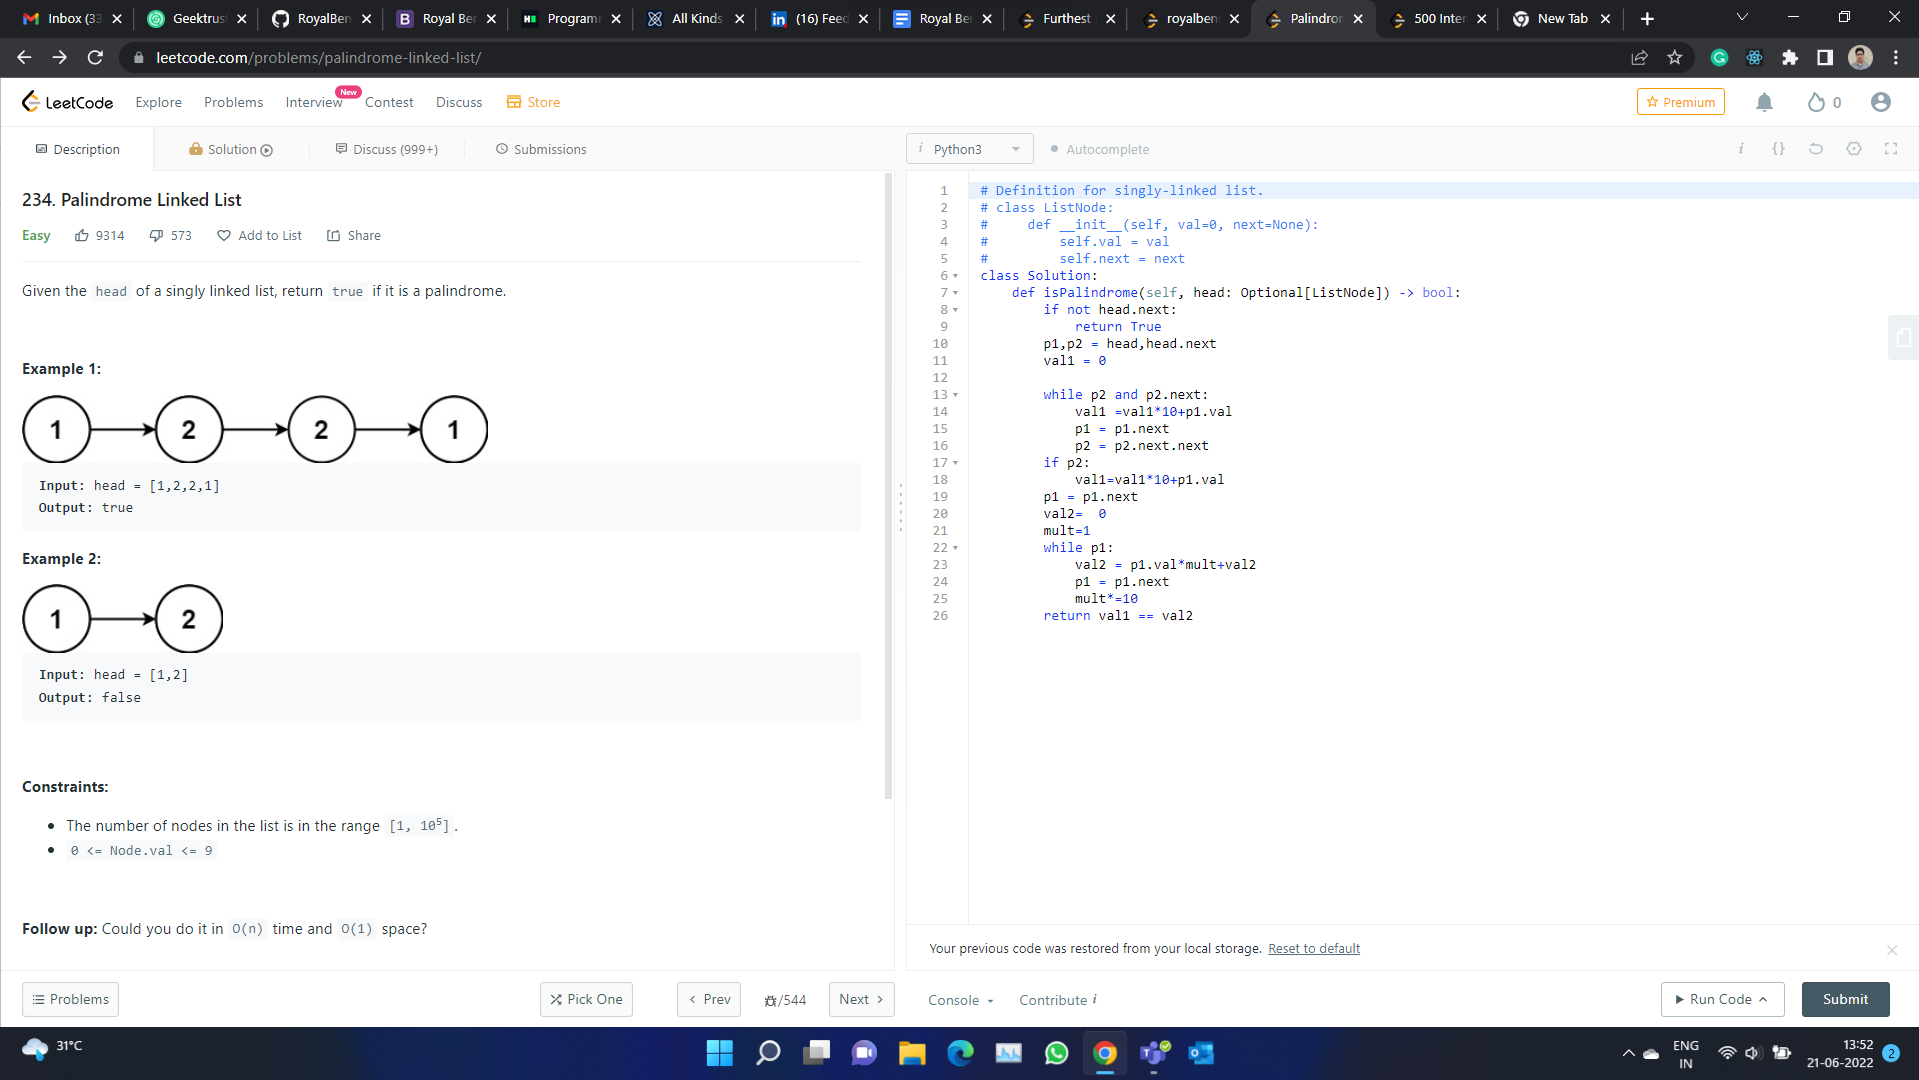 Inbox (33
Geektrus
RoyalBen
Royal Ber
Program
All Kinds
(16) Feed
Royal Ber
Furthest
royalben
Palindron
500 Inter
New Tab
leetcode.com/problems/palindrome-linked-list/
LeetCode Explore Problems Interview New Contest Discuss Store
Premium 0
Description Solution Discuss (999+) Submissions
i Python3 Autocomplete i {}
234. Palindrome Linked List
Easy 9314 573 Add to List Share
Given the head of a singly linked list, return true if it is a palindrome.
Example 1:
1 2 2 1
Input: head = [1,2,2,1]
Output: true
Example 2:
1 2
Input: head = [1,2]
Output: false
Constraints:
• The number of nodes in the list is in the range [1, 10⁵].
• 0 <= Node.val <= 9
Follow up: Could you do it in O(n) time and O(1) space?
1 # Definition for singly-linked list.
2 # class ListNode:
3 #     def __init__(self, val=0, next=None):
4 #         self.val = val
5 #         self.next = next
6 class Solution:
7     def isPalindrome(self, head: Optional[ListNode]) -> bool:
8         if not head.next:
9             return True
10         p1,p2 = head,head.next
11         val1 = 0
12
13         while p2 and p2.next:
14             val1 =val1*10+p1.val
15             p1 = p1.next
16             p2 = p2.next.next
17         if p2:
18             val1=val1*10+p1.val
19         p1 = p1.next
20         val2=  0
21         mult=1
22         while p1:
23             val2 = p1.val*mult+val2
24             p1 = p1.next
25             mult*=10
26         return val1 == val2
Your previous code was restored from your local storage. Reset to default
Problems Pick One Prev /544 Next
Console Contribute i Run Code Submit
31°C
ENG
IN
13:52
21-06-2022
2